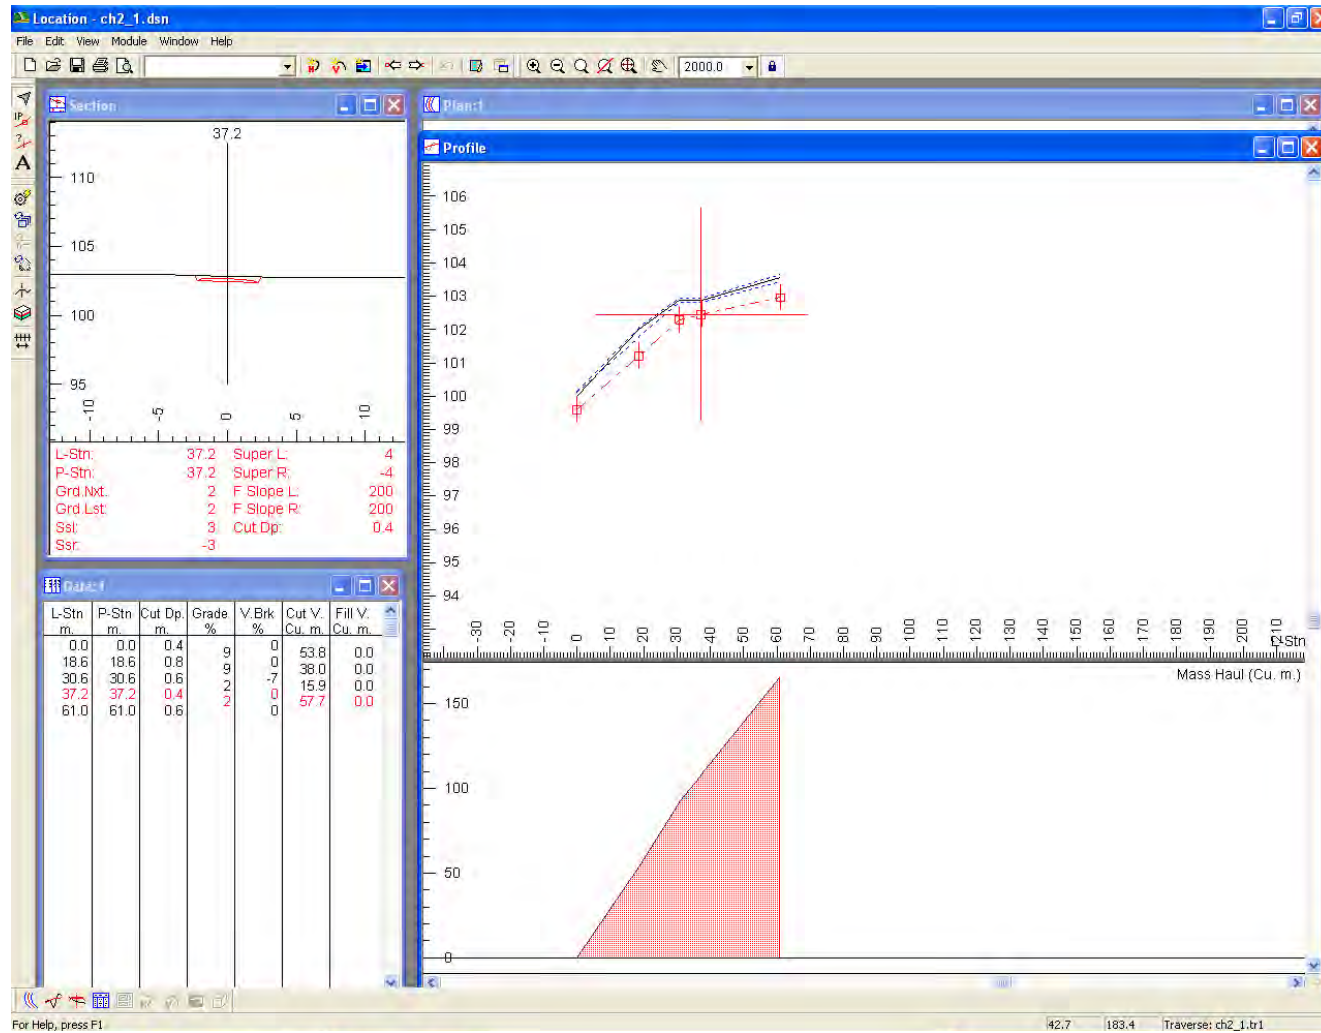 Location - ch2_1.dsn
File Edit View Module Window Help
2000.0
Section
37.2
110
105
100
95
-10 -5 0 5 10
L-Stn: 37.2 Super L: 4
P-Stn: 37.2 Super R: -4
Grd.Nxt: 2 F Slope L: 200
Grd.Lst: 2 F Slope R: 200
Ssl: 3 Cut Dp: 0.4
Ssr: -3
Data:1
L-Stn P-Stn Cut Dp. Grade V.Brk Cut V. Fill V.
m. m. m. % % Cu. m. Cu. m.
0.0 0.0 0.4 0
9 53.8 0.0
18.6 18.6 0.8 0
9 38.0 0.0
30.6 30.6 0.6 -7
2 15.9 0.0
37.2 37.2 0.4 0
2 57.7 0.0
61.0 61.0 0.6 0
Plan:1
Profile
106
105
104
103
102
101
100
99
98
97
96
95
94
-30 -20 -10 0 10 20 30 40 50 60 70 80 90 100 110 120 130 140 150 160 170 180 190 200 210
L-Stn
Mass Haul (Cu. m.)
150
100
50
0
For Help, press F1
42.7 183.4 Traverse: ch2_1.tr1